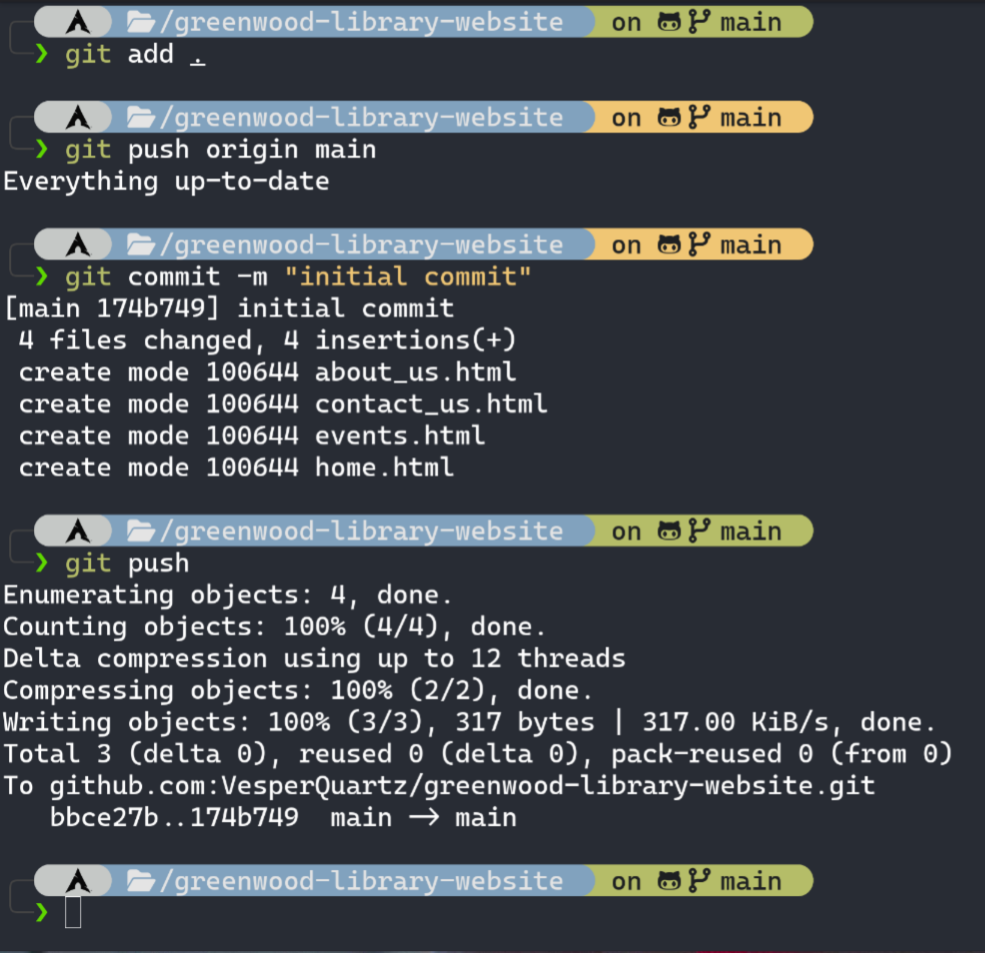 /greenwood-library-website on main
❯ git add .
/greenwood-library-website on main
❯ git push origin main
Everything up-to-date
/greenwood-library-website on main
❯ git commit -m "initial commit"
[main 174b749] initial commit
 4 files changed, 4 insertions(+)
 create mode 100644 about_us.html
 create mode 100644 contact_us.html
 create mode 100644 events.html
 create mode 100644 home.html
/greenwood-library-website on main
❯ git push
Enumerating objects: 4, done.
Counting objects: 100% (4/4), done.
Delta compression using up to 12 threads
Compressing objects: 100% (2/2), done.
Writing objects: 100% (3/3), 317 bytes | 317.00 KiB/s, done.
Total 3 (delta 0), reused 0 (delta 0), pack-reused 0 (from 0)
To github.com:VesperQuartz/greenwood-library-website.git
   bbce27b..174b749  main -> main
/greenwood-library-website on main
❯